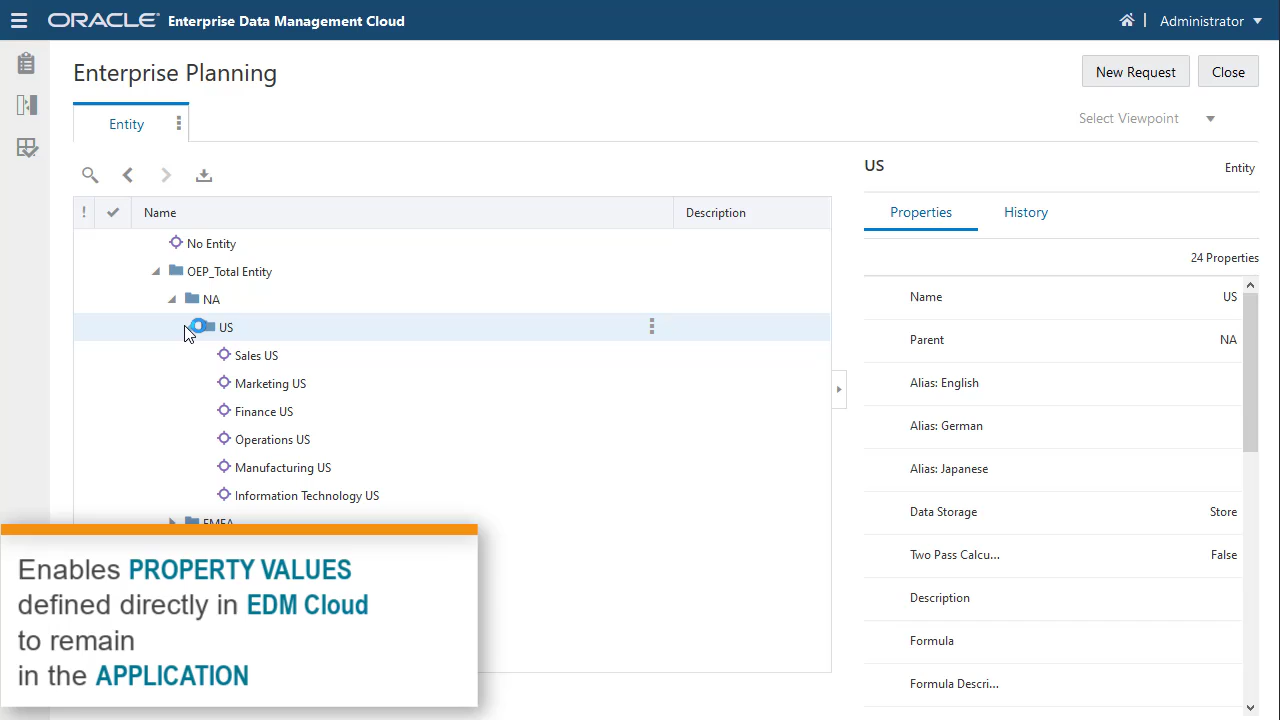 ORACLE Enterprise Data Management Cloud
Administrator
Enterprise Planning
New Request
Close
Entity
Select Viewpoint
! Name Description
No Entity
OEP_Total Entity
NA
US
Sales US
Marketing US
Finance US
Operations US
Manufacturing US
Information Technology US
EMEA
US Entity
Properties History
24 Properties
Name US
Parent NA
Alias: English
Alias: German
Alias: Japanese
Data Storage Store
Two Pass Calcu... False
Description
Formula
Formula Descri...
Enables PROPERTY VALUES
defined directly in EDM Cloud
to remain
in the APPLICATION